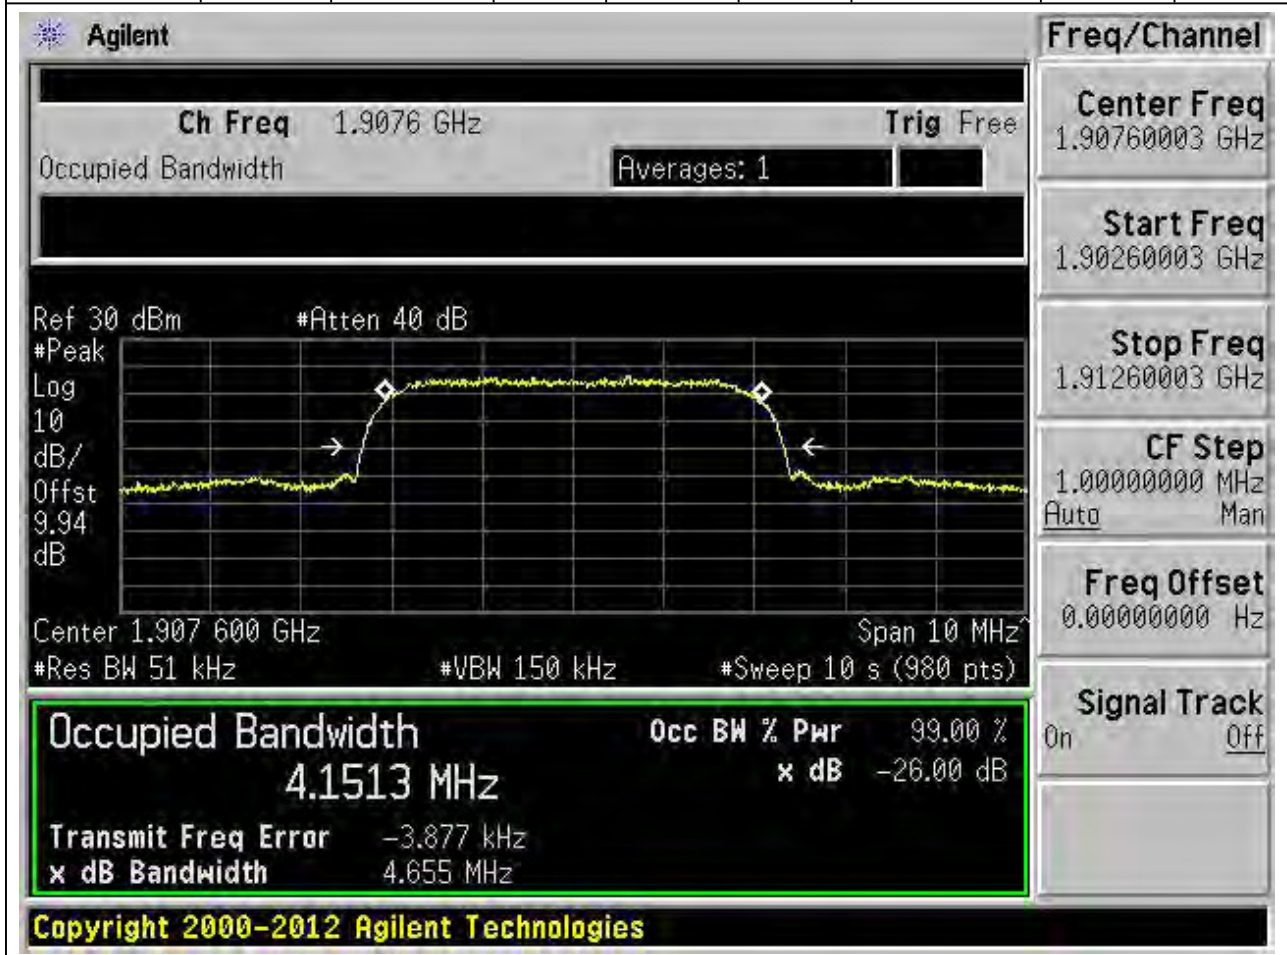 Agilent
Freq/Channel
Ch Freq 1.9076 GHz Trig Free
Occupied Bandwidth Averages: 1
Center Freq
1.90760003 GHz
Start Freq
1.90260003 GHz
Stop Freq
1.91260003 GHz
CF Step
1.00000000 MHz
Auto Man
Freq Offset
0.00000000 Hz
Signal Track
On Off
Ref 30 dBm #Atten 40 dB
#Peak
Log
10
dB/
Offst
9.94
dB
Center 1.907 600 GHz Span 10 MHz^
#Res BW 51 kHz #VBW 150 kHz #Sweep 10 s (980 pts)
Occupied Bandwidth Occ BW % Pwr 99.00 %
4.1513 MHz x dB -26.00 dB
Transmit Freq Error -3.877 kHz
x dB Bandwidth 4.655 MHz
Copyright 2000-2012 Agilent Technologies